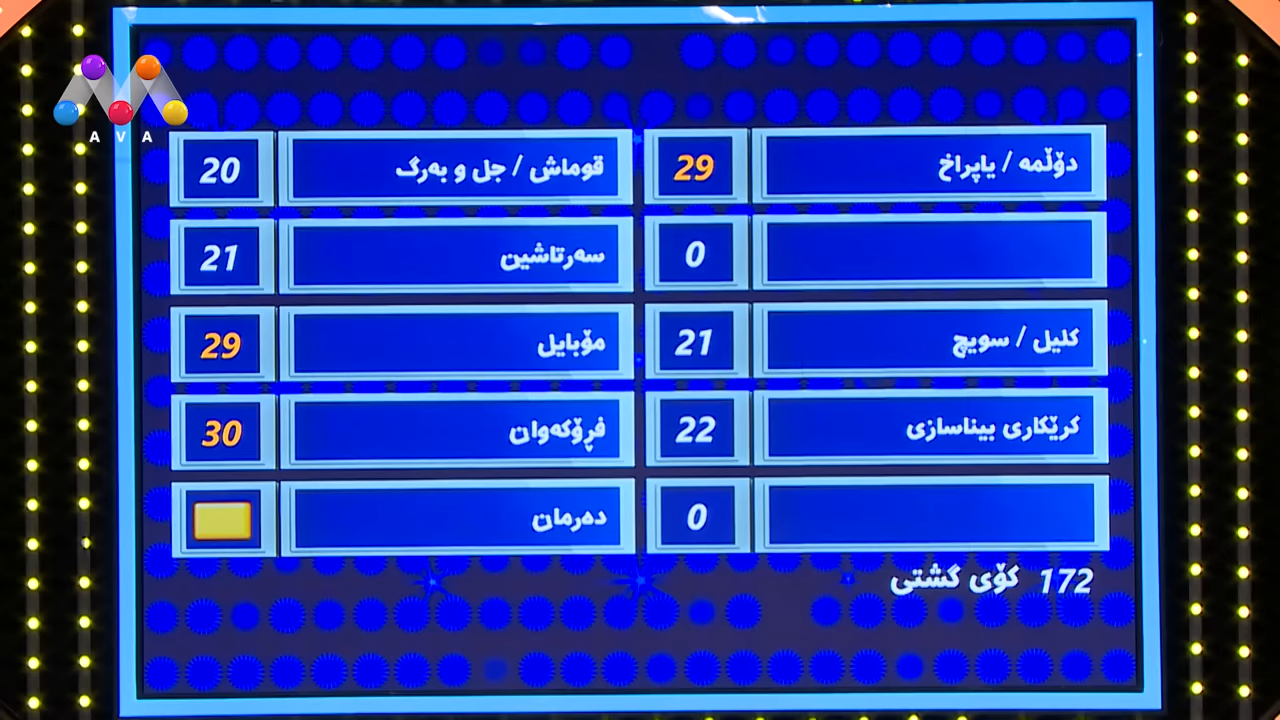 AVA
دۆڵمە / یاپراخ
29
قوماش / جل و بەرگ
20
0
سەرتاشین
21
کلیل / سویچ
21
مۆبایل
29
کرێکاری بیناسازی
22
فڕۆکەوان
30
0
دەرمان
172 کۆی گشتی